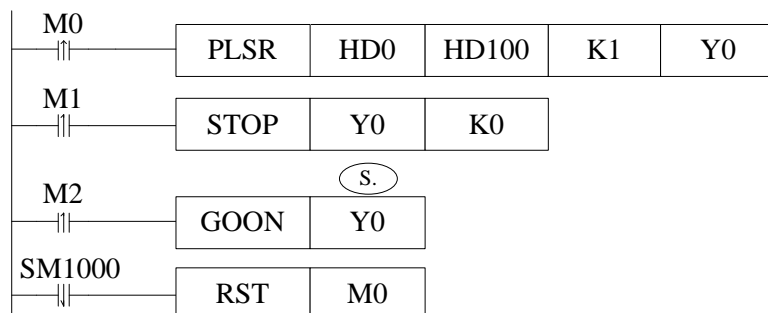 M0
PLSR HD0 HD100 K1 Y0
M1
STOP Y0 K0
S.
M2
GOON Y0
SM1000
RST M0